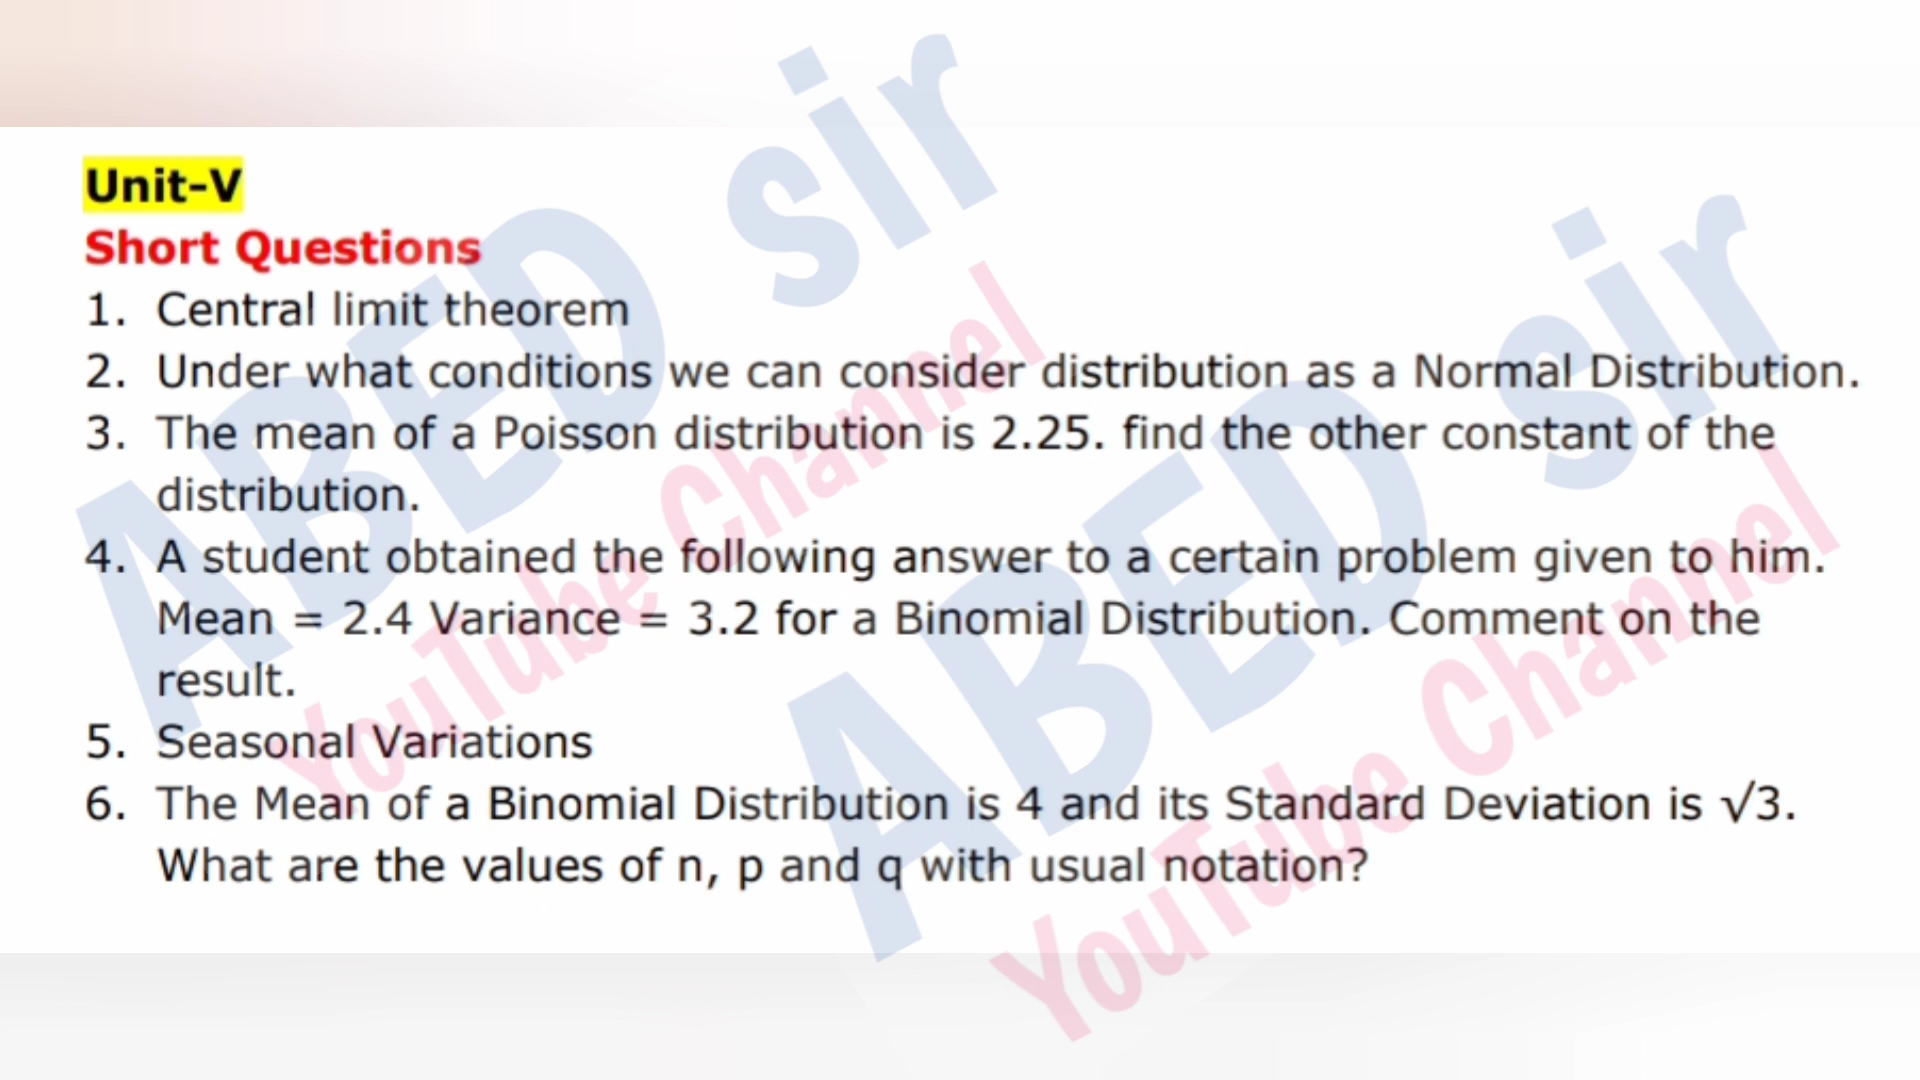 Unit-V
Short Questions
1. Central limit theorem
2. Under what conditions we can consider distribution as a Normal Distribution.
3. The mean of a Poisson distribution is 2.25. find the other constant of the
distribution.
4. A student obtained the following answer to a certain problem given to him.
Mean = 2.4 Variance = 3.2 for a Binomial Distribution. Comment on the
result.
5. Seasonal Variations
6. The Mean of a Binomial Distribution is 4 and its Standard Deviation is √3.
What are the values of n, p and q with usual notation?
ABED sir
YouTube Channel
ABED sir
YouTube Channel